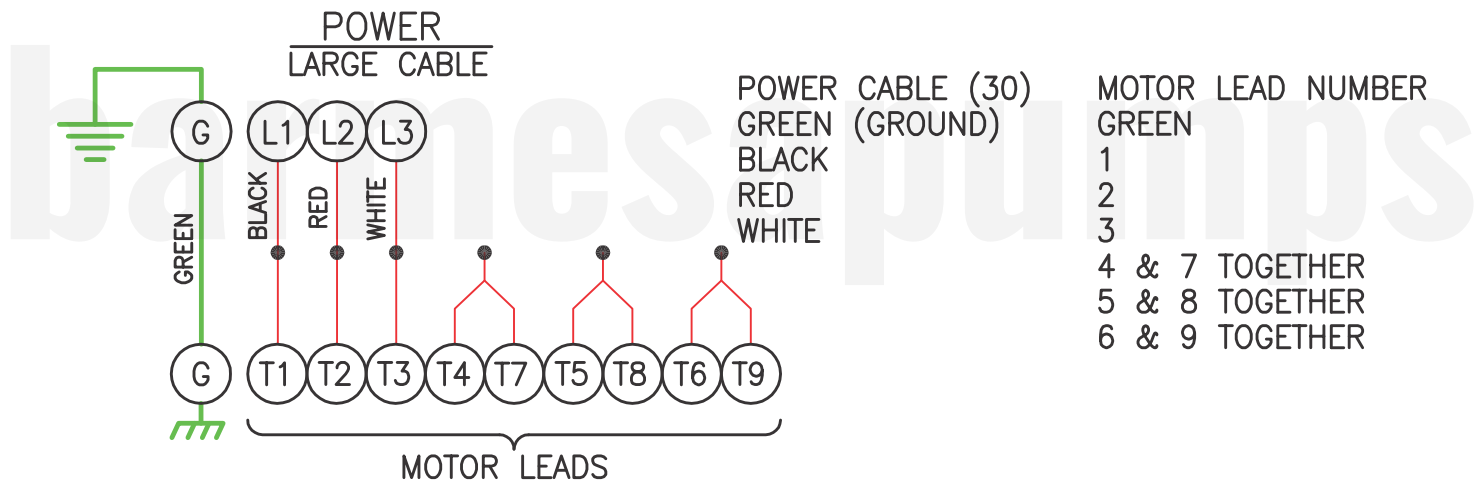 POWER
LARGE CABLE
G L1 L2 L3
GREEN
BLACK
RED
WHITE
G T1 T2 T3 T4 T7 T5 T8 T6 T9
MOTOR LEADS
POWER CABLE (30) MOTOR LEAD NUMBER
GREEN (GROUND) GREEN
BLACK 1
RED 2
WHITE 3
4 & 7 TOGETHER
5 & 8 TOGETHER
6 & 9 TOGETHER
barmesapumps